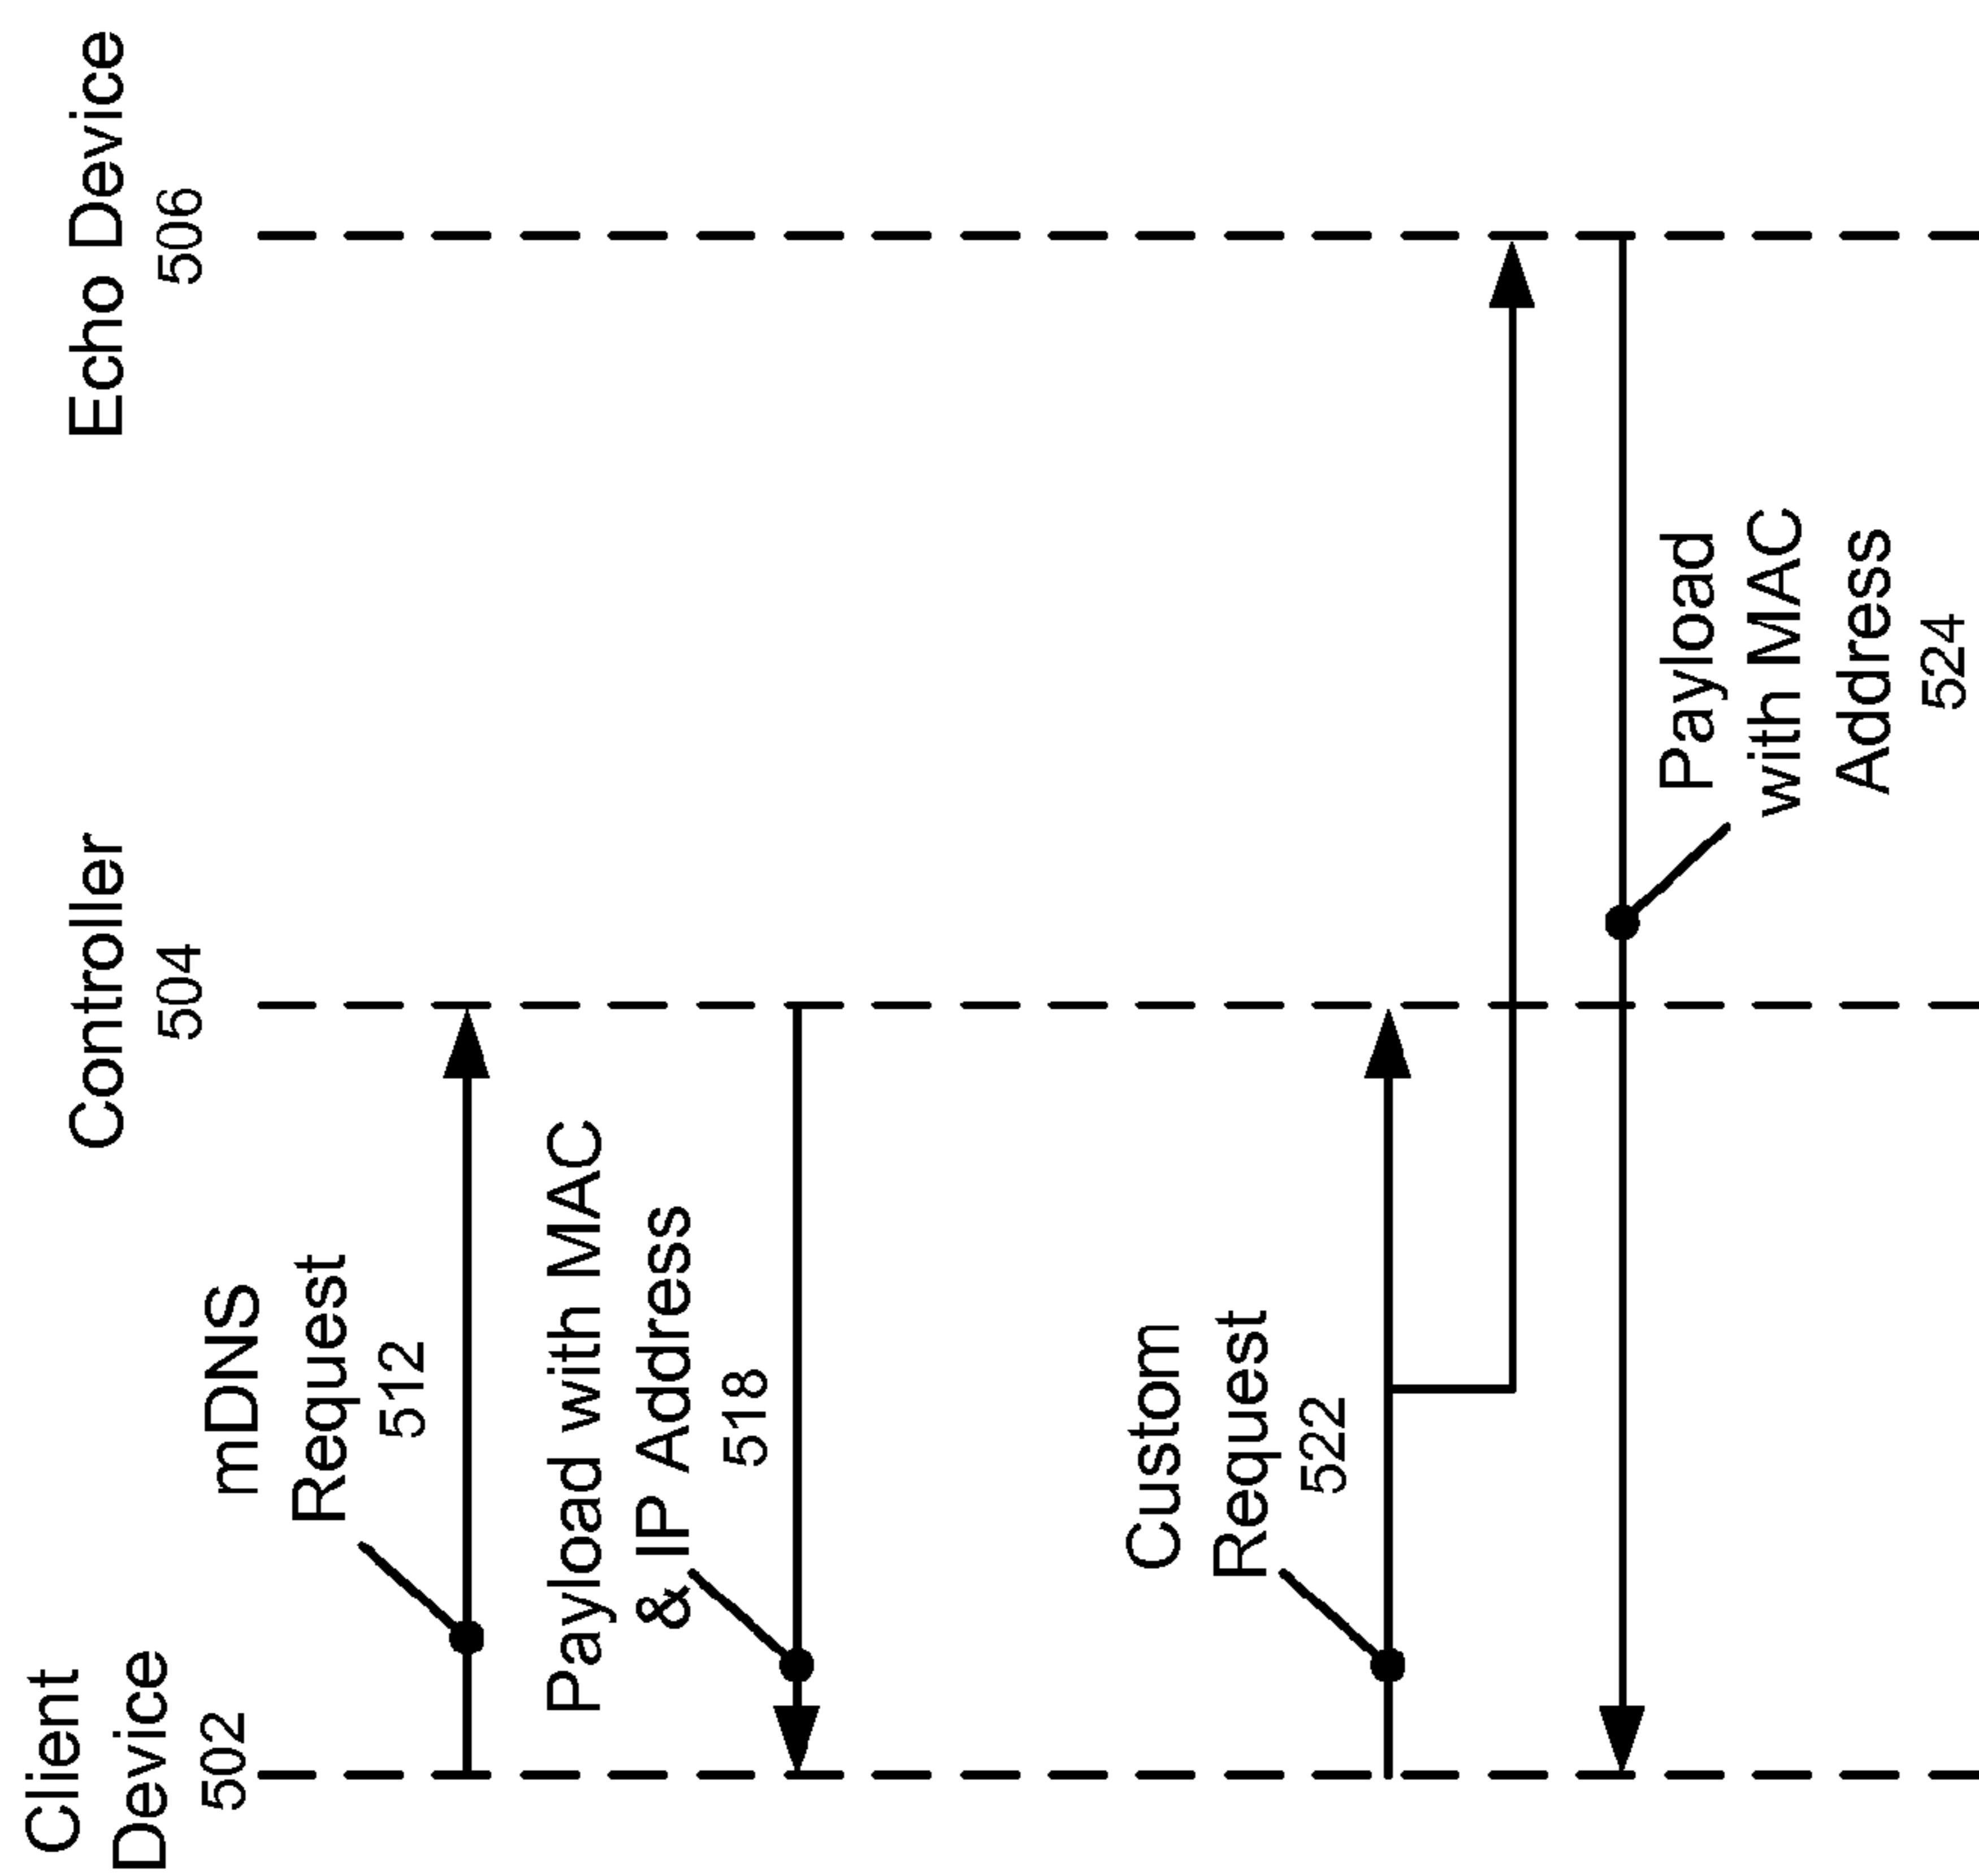 Client
Device
502
Controller
504
Echo Device
506
mDNS
Request
512
Payload with MAC
& IP Address
518
Custom
Request
522
Payload
with MAC
Address
524